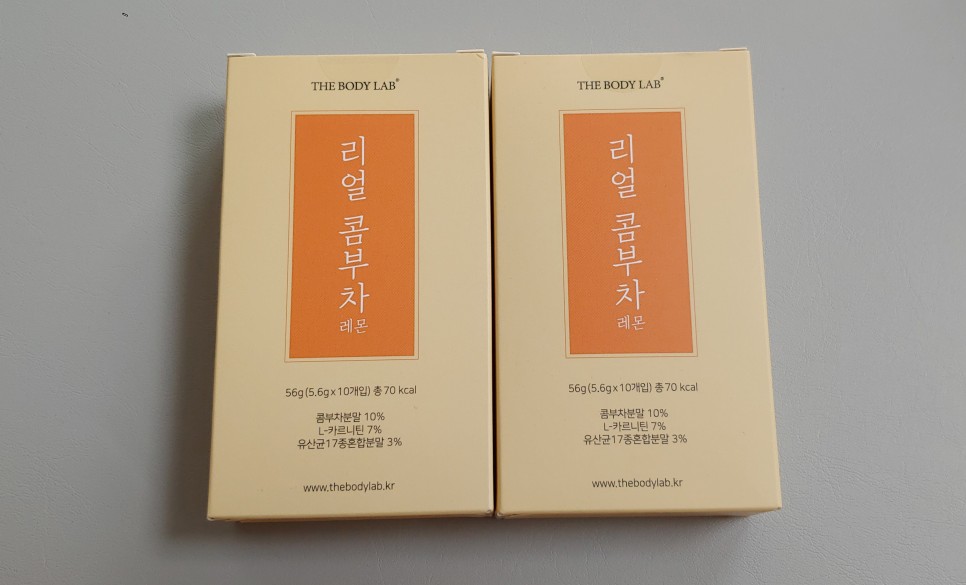 THE BODY LAB®
리얼 콤부차
레몬
56g(5.6g x 10개입) 총 70 kcal
콤부차분말 10%
L-카르니틴 7%
유산균17종혼합분말 3%
www.thebodylab.kr
THE BODY LAB®
리얼 콤부차
레몬
56g(5.6g x 10개입) 총 70 kcal
콤부차분말 10%
L-카르니틴 7%
유산균17종혼합분말 3%
www.thebodylab.kr